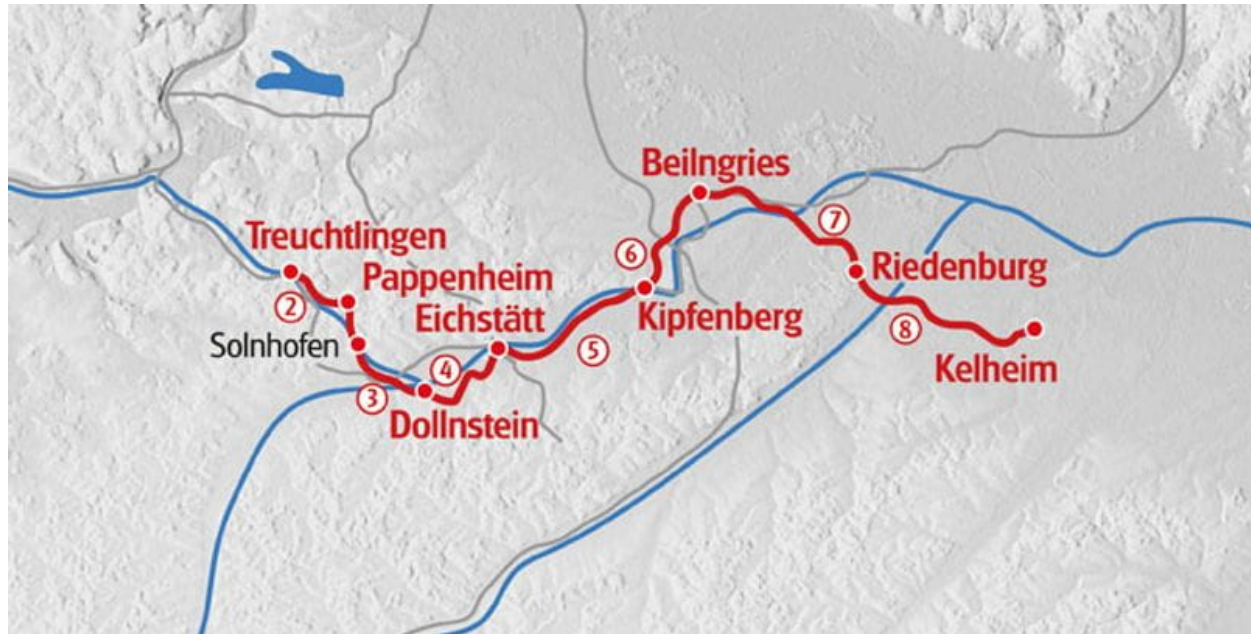 Beilngries
⑦
Treuchtlingen
⑥
Pappenheim
Riedenburg
②
Eichstätt
Kipfenberg
Solnhofen
⑤
⑧
④
Kelheim
③
Dollnstein